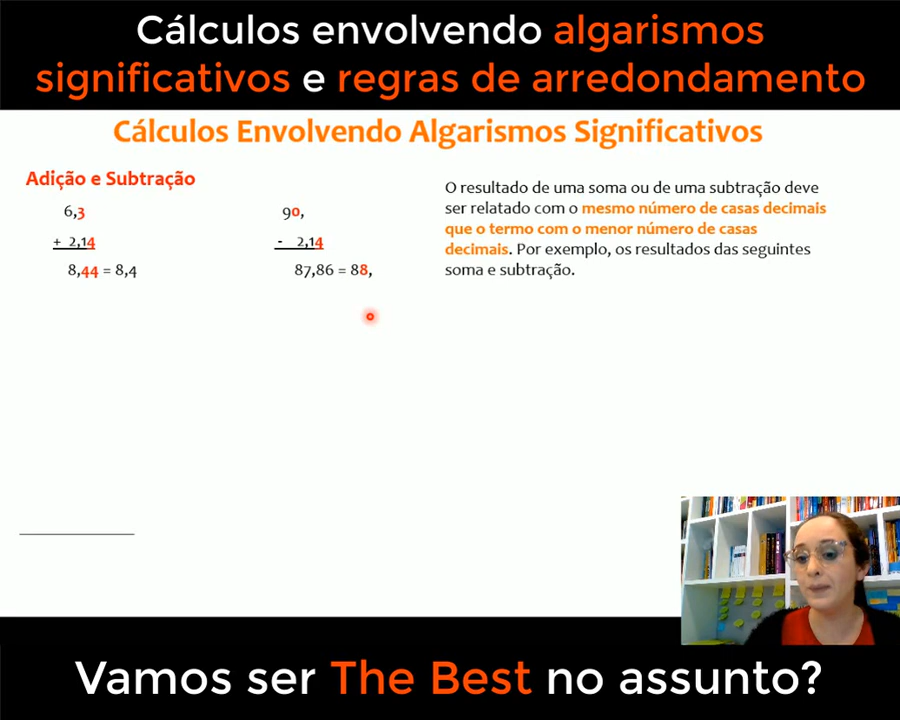 Cálculos envolvendo algarismos
significativos e regras de arredondamento
Cálculos Envolvendo Algarismos Significativos
Adição e Subtração
6,3
+ 2,14
8,44 = 8,4
90,
- 2,14
87,86 = 88,
O resultado de uma soma ou de uma subtração deve
ser relatado com o mesmo número de casas decimais
que o termo com o menor número de casas
decimais. Por exemplo, os resultados das seguintes
soma e subtração.
Vamos ser The Best no assunto?